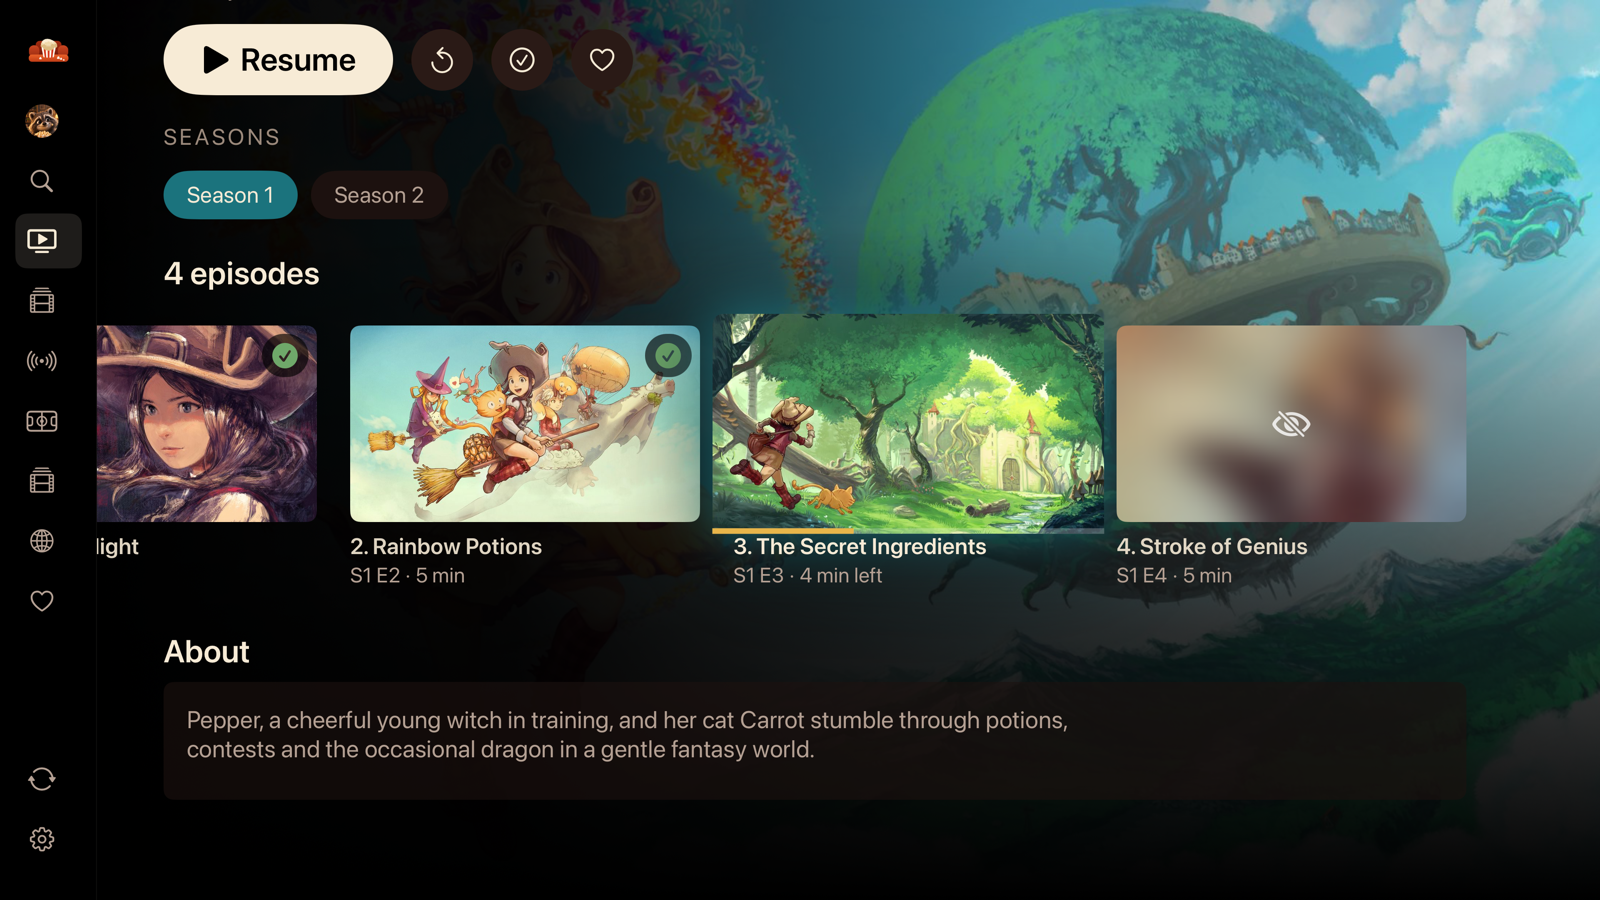 Resume
SEASONS
Season 1
Season 2
4 episodes
light
2. Rainbow Potions
S1 E2 · 5 min
3. The Secret Ingredients
S1 E3 · 4 min left
4. Stroke of Genius
S1 E4 · 5 min
About
Pepper, a cheerful young witch in training, and her cat Carrot stumble through potions,
contests and the occasional dragon in a gentle fantasy world.